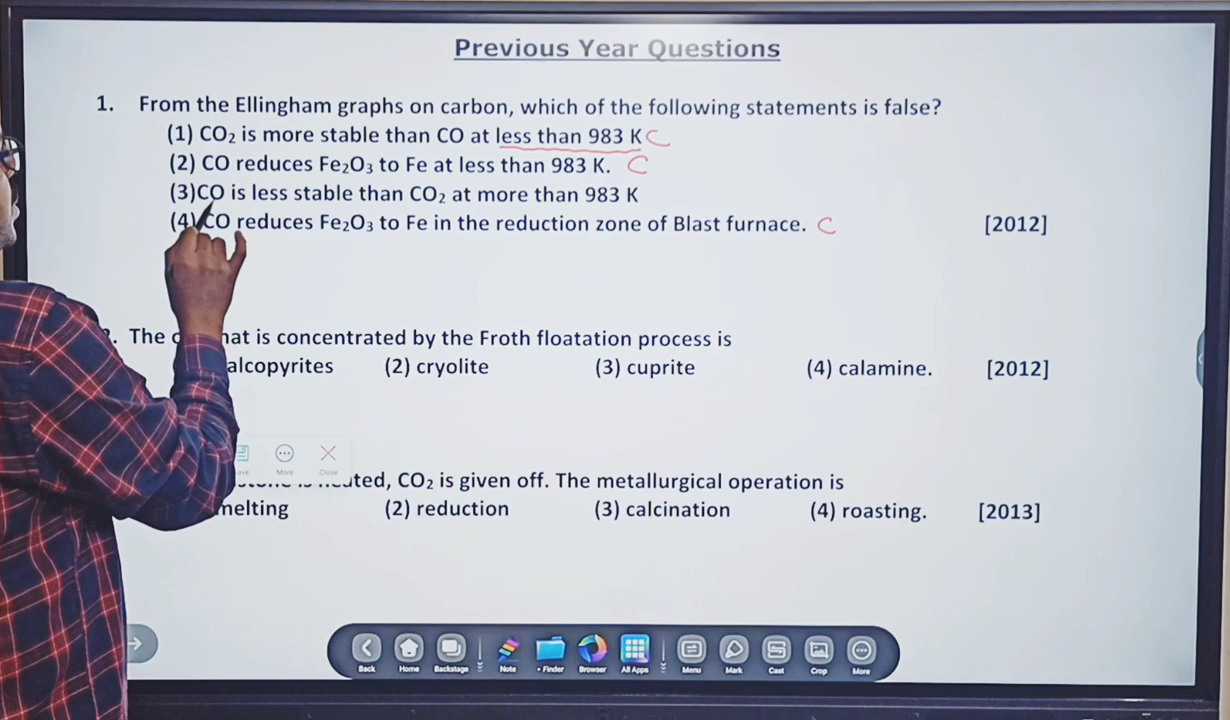 Previous Year Questions
1. From the Ellingham graphs on carbon, which of the following statements is false?
(1) CO₂ is more stable than CO at less than 983 K C
(2) CO reduces Fe₂O₃ to Fe at less than 983 K. C
(3)CO is less stable than CO₂ at more than 983 K
(4) CO reduces Fe₂O₃ to Fe in the reduction zone of Blast furnace. C [2012]
The hat is concentrated by the Froth floatation process is
alcopyrites (2) cryolite (3) cuprite (4) calamine. [2012]
More Close
ated, CO₂ is given off. The metallurgical operation is
melting (2) reduction (3) calcination (4) roasting. [2013]
Back Home Backstage Note Finder Browser All Apps Menu Mark Cast Crop More